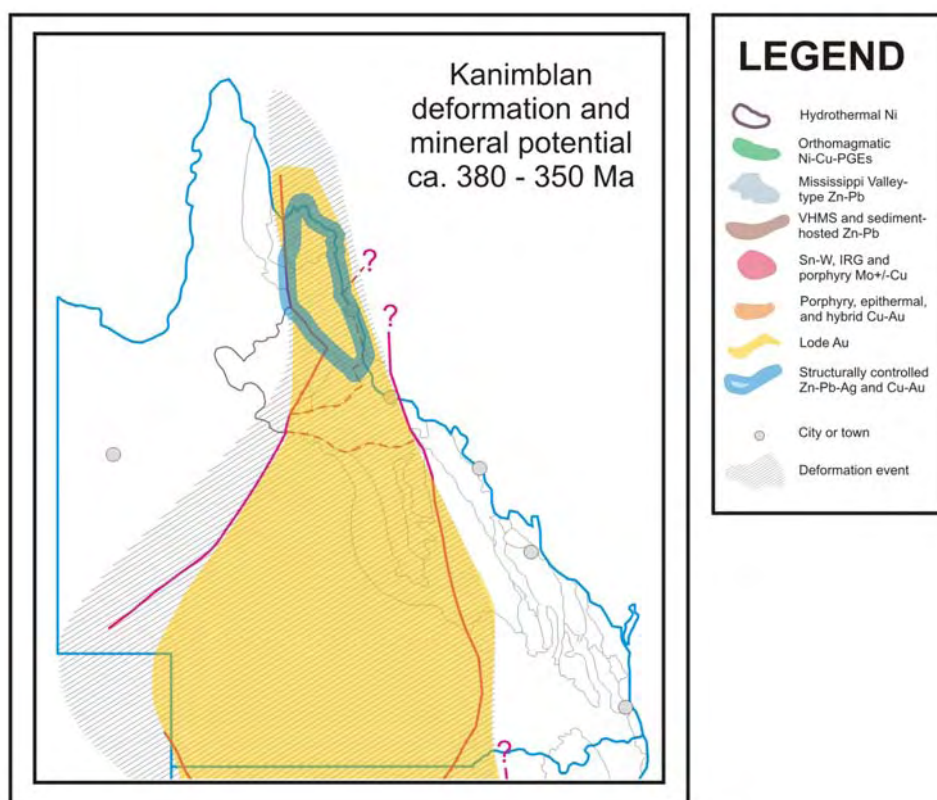 Kanimblan
deformation and
mineral potential
ca. 380 - 350 Ma
?
?
?
LEGEND
Hydrothermal Ni
Orthomagmatic
Ni-Cu-PGEs
Mississippi Valley-
type Zn-Pb
VHMS and sediment-
hosted Zn-Pb
Sn-W, IRG and
porphyry Mo+/-Cu
Porphyry, epithermal,
and hybrid Cu-Au
Lode Au
Structurally controlled
Zn-Pb-Ag and Cu-Au
City or town
Deformation event